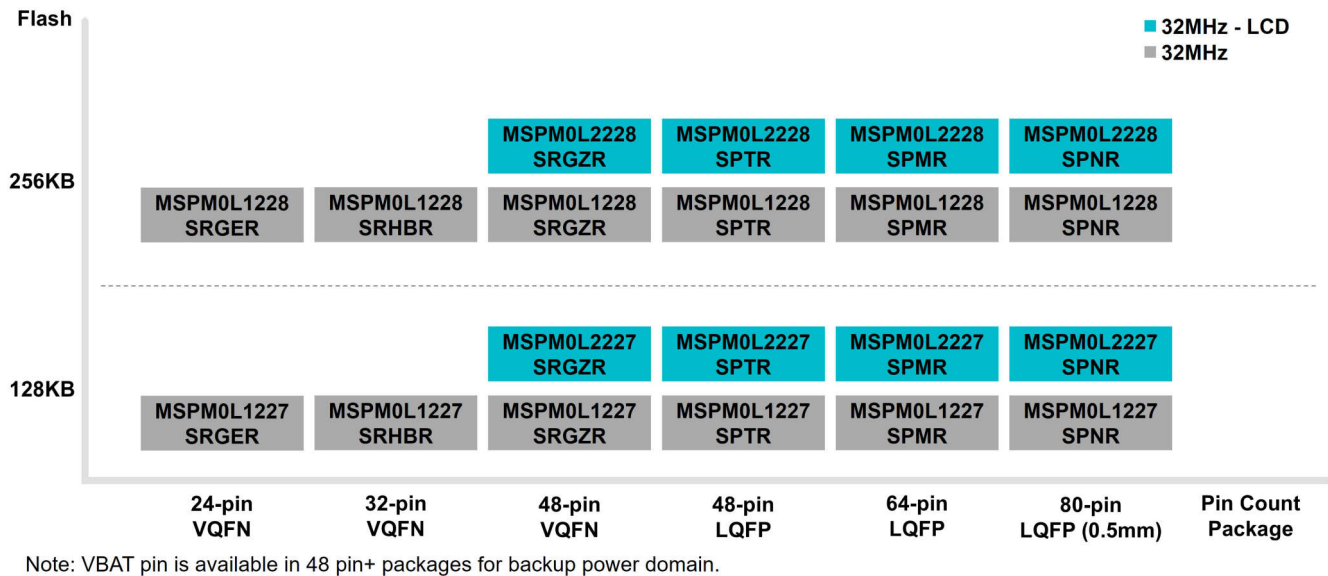 Flash
32MHz - LCD
32MHz
256KB
MSPM0L2228
SRGZR
MSPM0L2228
SPTR
MSPM0L2228
SPMR
MSPM0L2228
SPNR
MSPM0L1228
SRGER
MSPM0L1228
SRHBR
MSPM0L1228
SRGZR
MSPM0L1228
SPTR
MSPM0L1228
SPMR
MSPM0L1228
SPNR
128KB
MSPM0L2227
SRGZR
MSPM0L2227
SPTR
MSPM0L2227
SPMR
MSPM0L2227
SPNR
MSPM0L1227
SRGER
MSPM0L1227
SRHBR
MSPM0L1227
SRGZR
MSPM0L1227
SPTR
MSPM0L1227
SPMR
MSPM0L1227
SPNR
24-pin
VQFN
32-pin
VQFN
48-pin
VQFN
48-pin
LQFP
64-pin
LQFP
80-pin
LQFP (0.5mm)
Pin Count
Package
Note: VBAT pin is available in 48 pin+ packages for backup power domain.